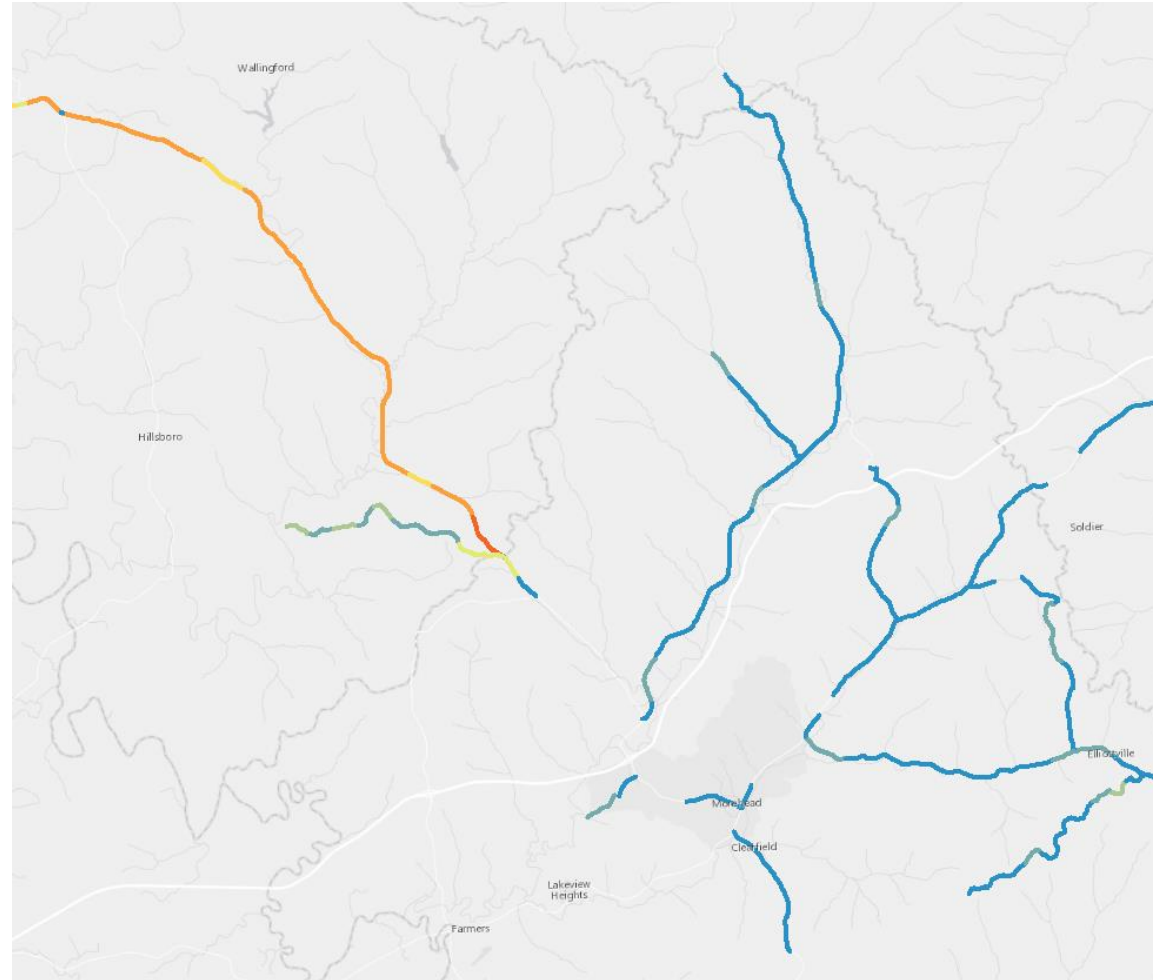 Wallingford
Hillsboro
Soldier
Elliottville
Morehead
Clearfield
Lakeview
Heights
Farmers